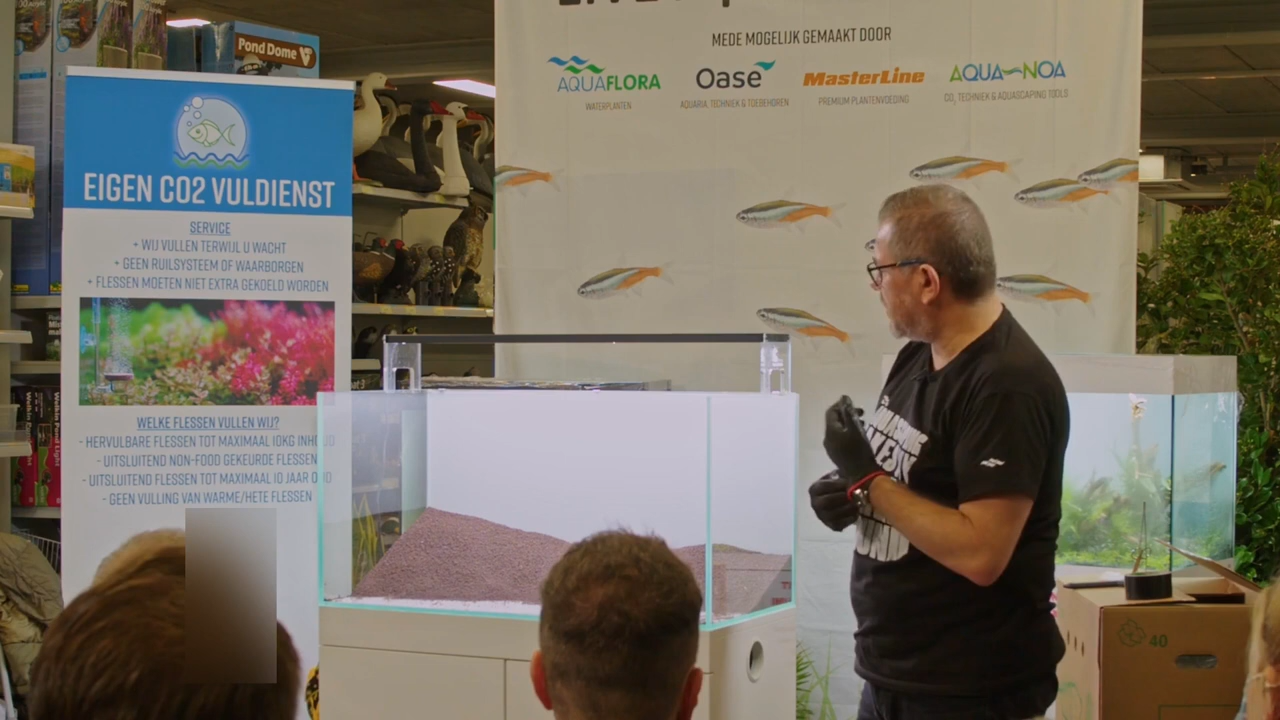 Pond Dome
EIGEN CO2 VULDIENST
SERVICE
+ WIJ VULLEN TERWIJL U WACHT
+ GEEN RUILSYSTEEM OF WAARBORGEN
+ FLESSEN MOETEN NIET EXTRA GEKOELD WORDEN
WELKE FLESSEN VULLEN WIJ?
- HERVULBARE FLESSEN TOT MAXIMAAL 10KG INHOUD
- UITSLUITEND NON-FOOD GEKEURDE FLESSEN
- UITSLUITEND FLESSEN TOT MAXIMAAL 10 JAAR OUD
- GEEN VULLING VAN WARME/HETE FLESSEN
MEDE MOGELIJK GEMAAKT DOOR
AQUAFLORA
WATERPLANTEN
Oase
AQUARIA, TECHNIEK & TOEBEHOREN
MasterLine
PREMIUM PLANTENVOEDING
AQUA-NOA
CO2 TECHNIEK & AQUASCAPING TOOLS
40